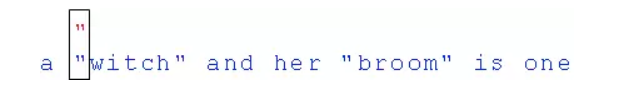 "
a "witch" and her "broom" is one